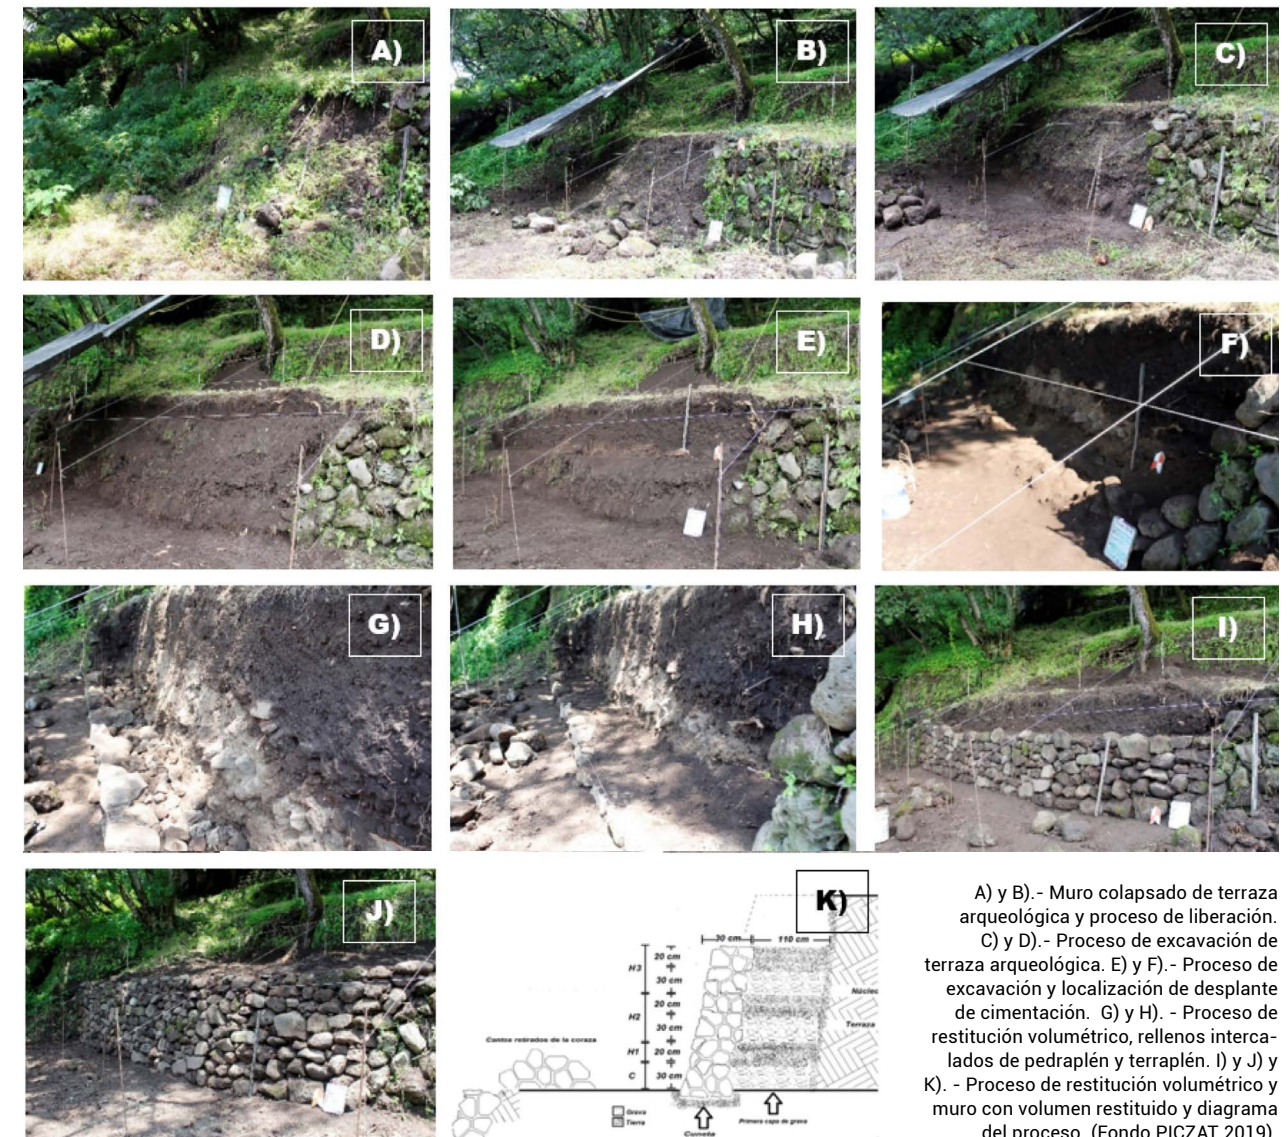 A)
B)
C)
D)
E)
F)
G)
H)
I)
J)
K)
30 cm
110 cm
20 cm
H3
30 cm
20 cm
H2
30 cm
H1
20 cm
C
30 cm
Núcleo
Terraza
Cantos retirados de la coraza
Grava
Tierra
Cuneta
Primera capa de grava
A) y B).- Muro colapsado de terraza
arqueológica y proceso de liberación.
C) y D).- Proceso de excavación de
terraza arqueológica. E) y F).- Proceso de
excavación y localización de desplante
de cimentación. G) y H). - Proceso de
restitución volumétrico, rellenos interca-
lados de pedraplén y terraplén. I) y J) y
K). - Proceso de restitución volumétrico y
muro con volumen restituido y diagrama
del proceso. (Fondo PICZAT 2019).